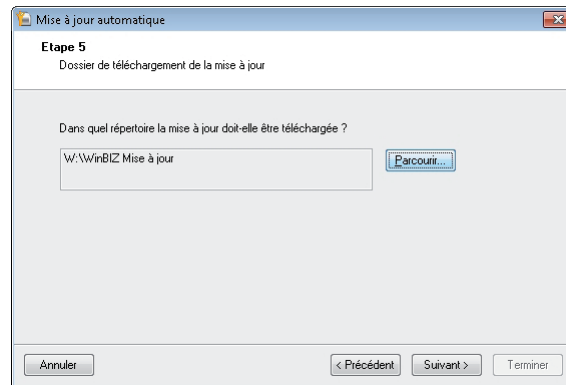 Mise à jour automatique
Etape 5
Dossier de téléchargement de la mise à jour
Dans quel répertoire la mise à jour doit-elle être téléchargée ?
W:\WinBIZ Mise à jour
Parcourir...
Annuler
< Précédent
Suivant >
Terminer